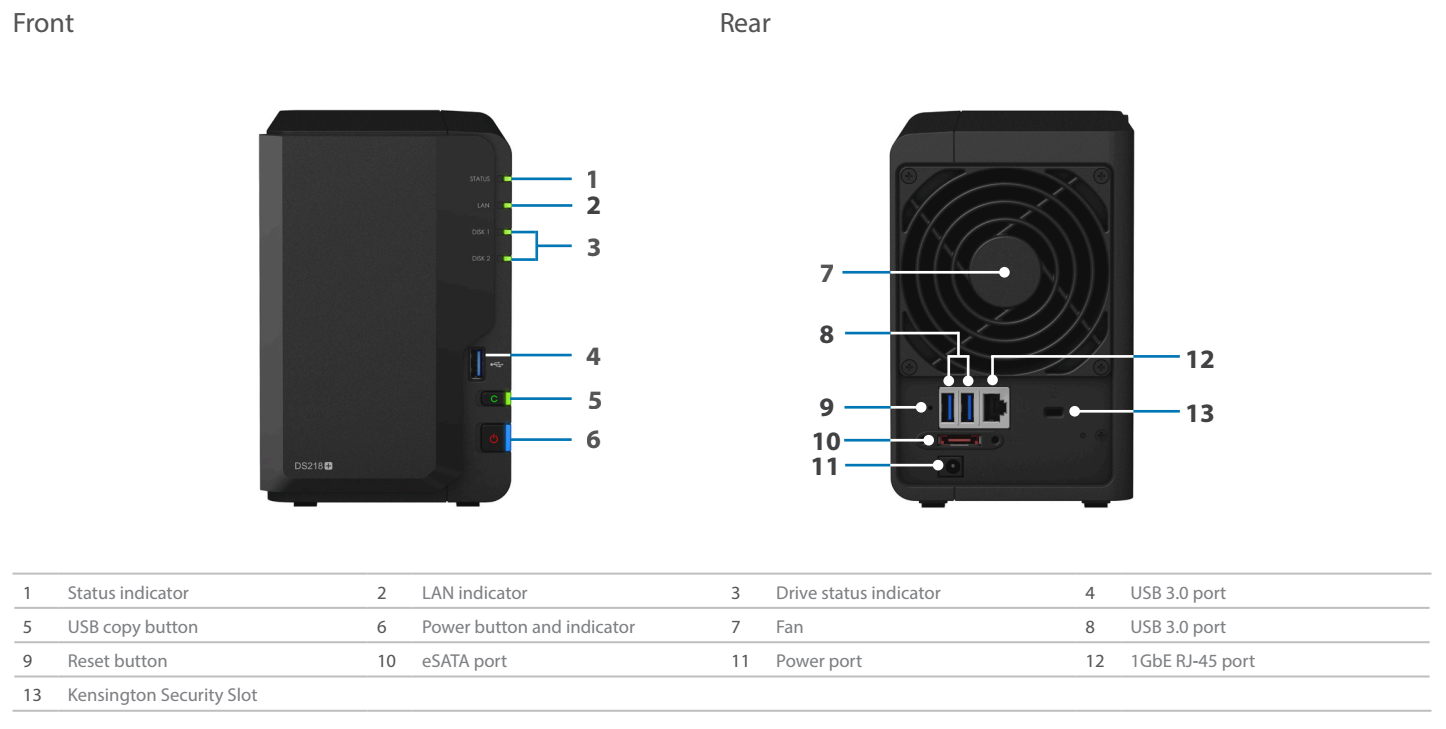 Front
Rear
STATUS
LAN
DISK 1
DISK 2
DS218+
C
1
2
3
4
5
6
7
8
9
10
11
12
13
1 Status indicator 2 LAN indicator 3 Drive status indicator 4 USB 3.0 port
5 USB copy button 6 Power button and indicator 7 Fan 8 USB 3.0 port
9 Reset button 10 eSATA port 11 Power port 12 1GbE RJ-45 port
13 Kensington Security Slot